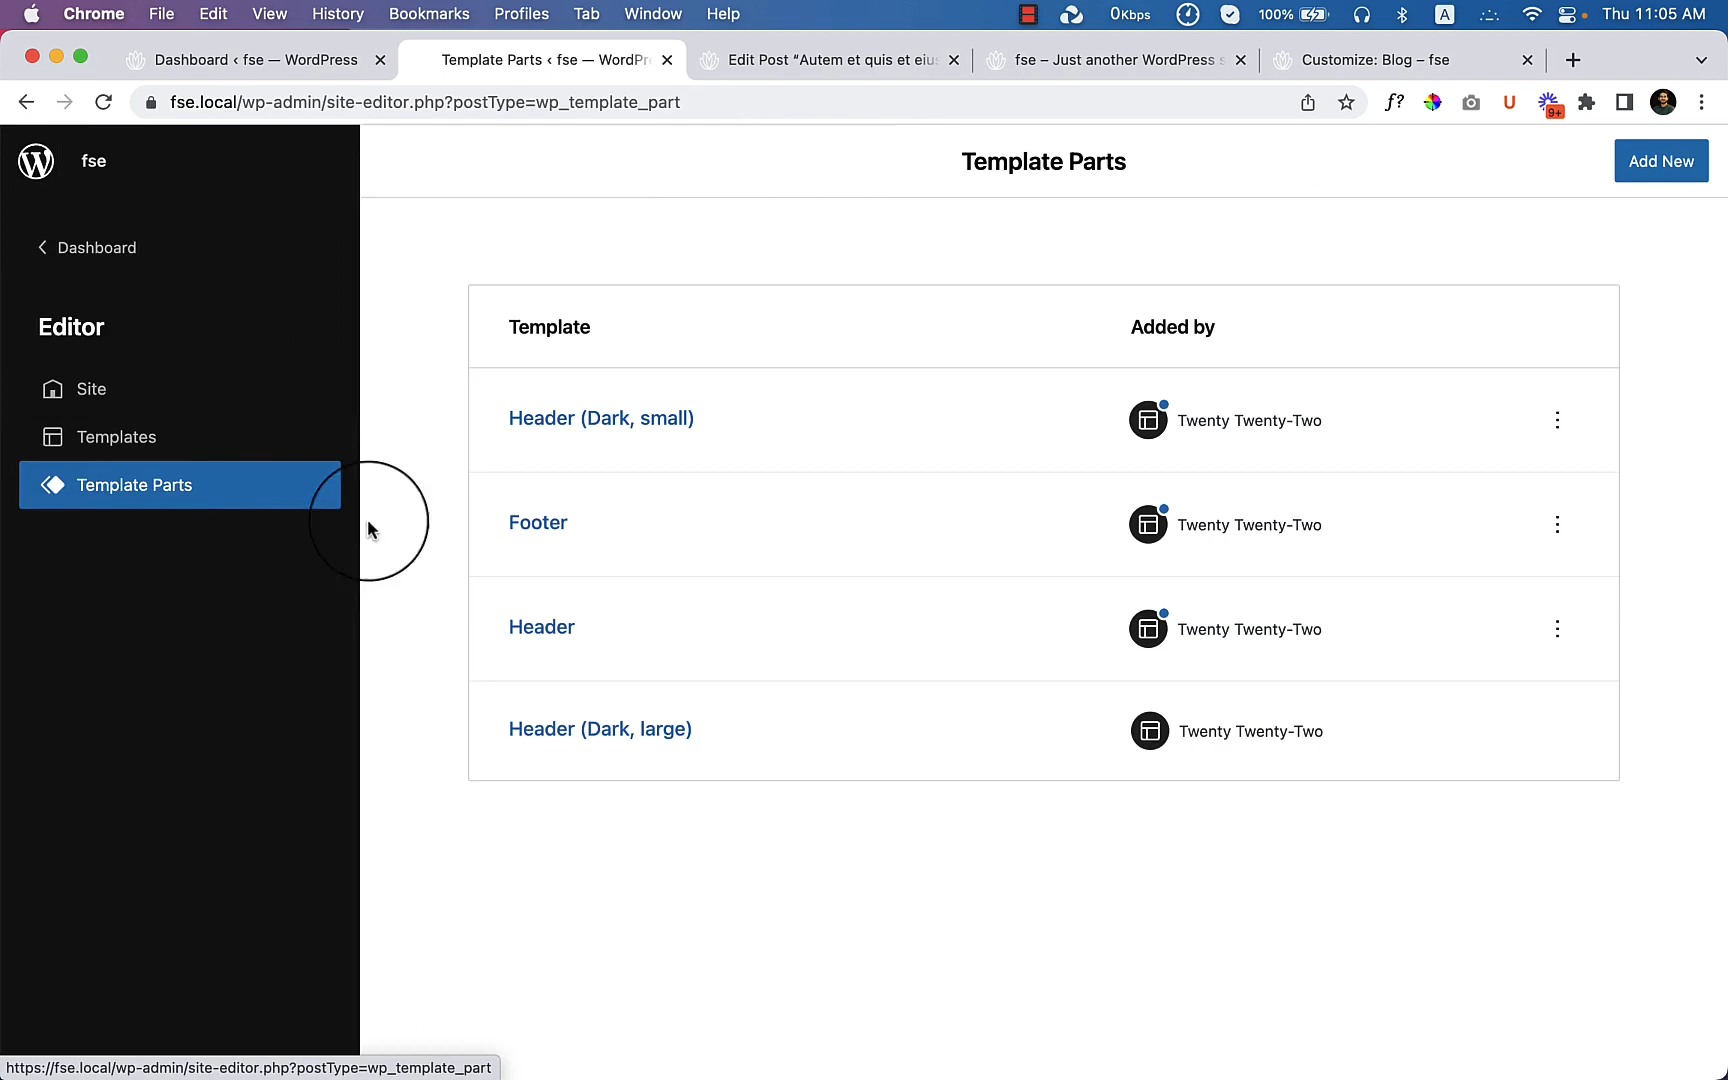 Chrome File Edit View History Bookmarks Profiles Tab Window Help 0Kbps 100% A Thu 11:05 AM
Dashboard ‹ fse — WordPress Template Parts ‹ fse — WordPr Edit Post “Autem et quis et eius fse – Just another WordPress s Customize: Blog – fse
fse.local/wp-admin/site-editor.php?postType=wp_template_part f? U 9+
fse
Template Parts
Add New
Dashboard
Editor
Site
Templates
Template Parts
Template Added by
Header (Dark, small) Twenty Twenty-Two
Footer Twenty Twenty-Two
Header Twenty Twenty-Two
Header (Dark, large) Twenty Twenty-Two
https://fse.local/wp-admin/site-editor.php?postType=wp_template_part